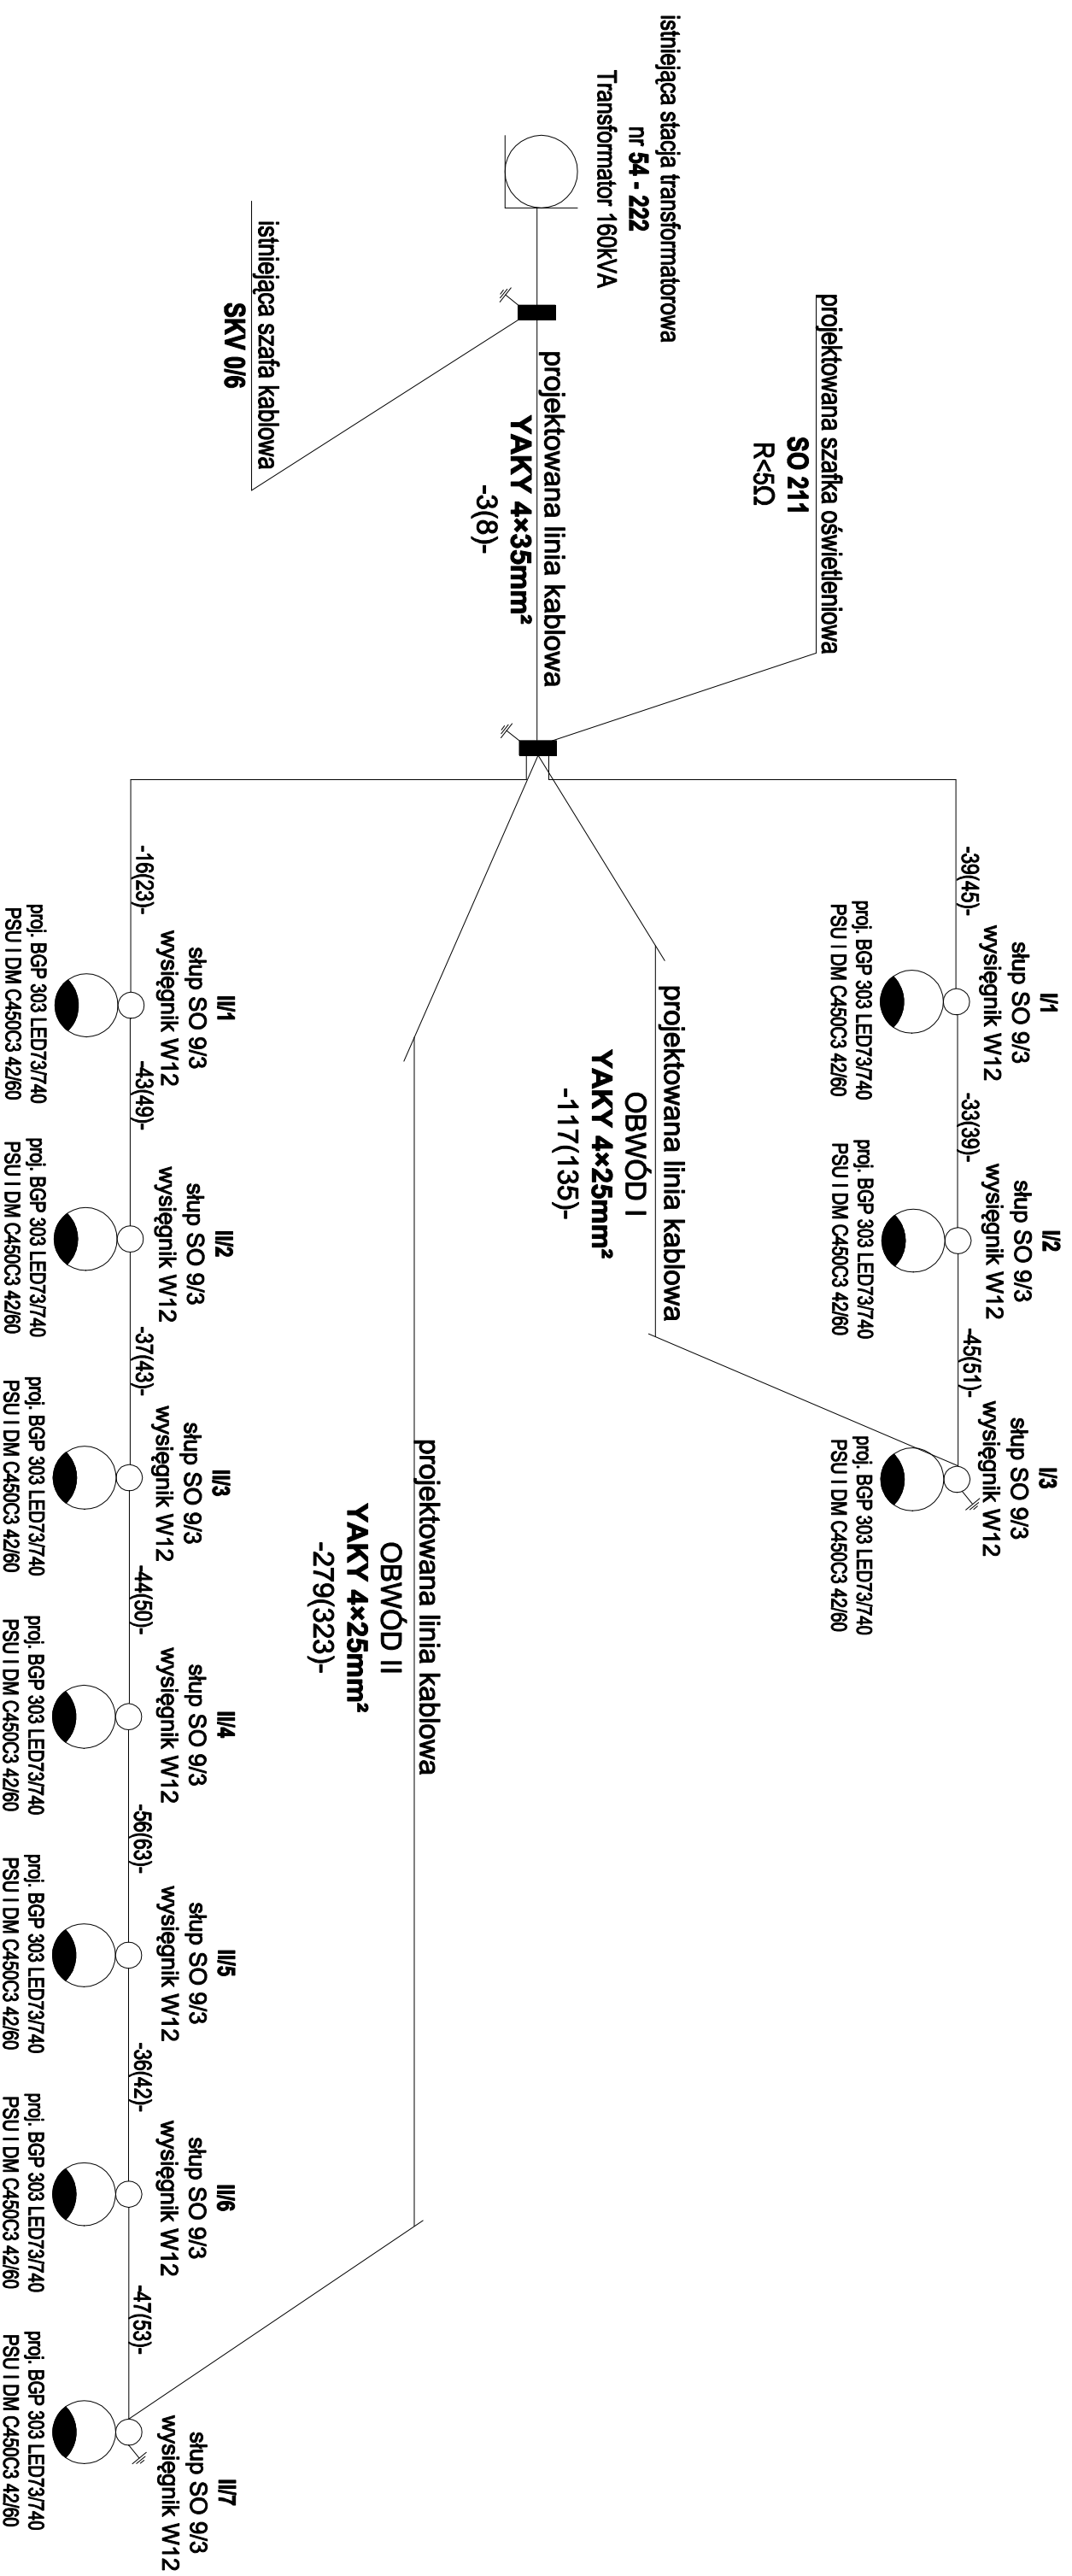 istniejąca stacja transformatorowa
nr 54 - 222
Transformator 160kVA
istniejąca szafa kablowa
SKV 0/6
projektowana linia kablowa
YAKY 4×35mm²
-3(8)-
projektowana szafka oświetleniowa
SO 211
R<5Ω
-39(45)-
I/1
słup SO 9/3
wysięgnik W12
proj. BGP 303 LED73/740
PSU I DM C450C3 42/60
-33(39)-
I/2
słup SO 9/3
wysięgnik W12
proj. BGP 303 LED73/740
PSU I DM C450C3 42/60
-45(51)-
I/3
słup SO 9/3
wysięgnik W12
proj. BGP 303 LED73/740
PSU I DM C450C3 42/60
projektowana linia kablowa
OBWÓD I
YAKY 4×25mm²
-117(135)-
projektowana linia kablowa
OBWÓD II
YAKY 4×25mm²
-279(323)-
-16(23)-
II/1
słup SO 9/3
wysięgnik W12
proj. BGP 303 LED73/740
PSU I DM C450C3 42/60
-43(49)-
II/2
słup SO 9/3
wysięgnik W12
proj. BGP 303 LED73/740
PSU I DM C450C3 42/60
-37(43)-
II/3
słup SO 9/3
wysięgnik W12
proj. BGP 303 LED73/740
PSU I DM C450C3 42/60
-44(50)-
II/4
słup SO 9/3
wysięgnik W12
proj. BGP 303 LED73/740
PSU I DM C450C3 42/60
-56(63)-
II/5
słup SO 9/3
wysięgnik W12
proj. BGP 303 LED73/740
PSU I DM C450C3 42/60
-36(42)-
II/6
słup SO 9/3
wysięgnik W12
proj. BGP 303 LED73/740
PSU I DM C450C3 42/60
-47(53)-
II/7
słup SO 9/3
wysięgnik W12
proj. BGP 303 LED73/740
PSU I DM C450C3 42/60